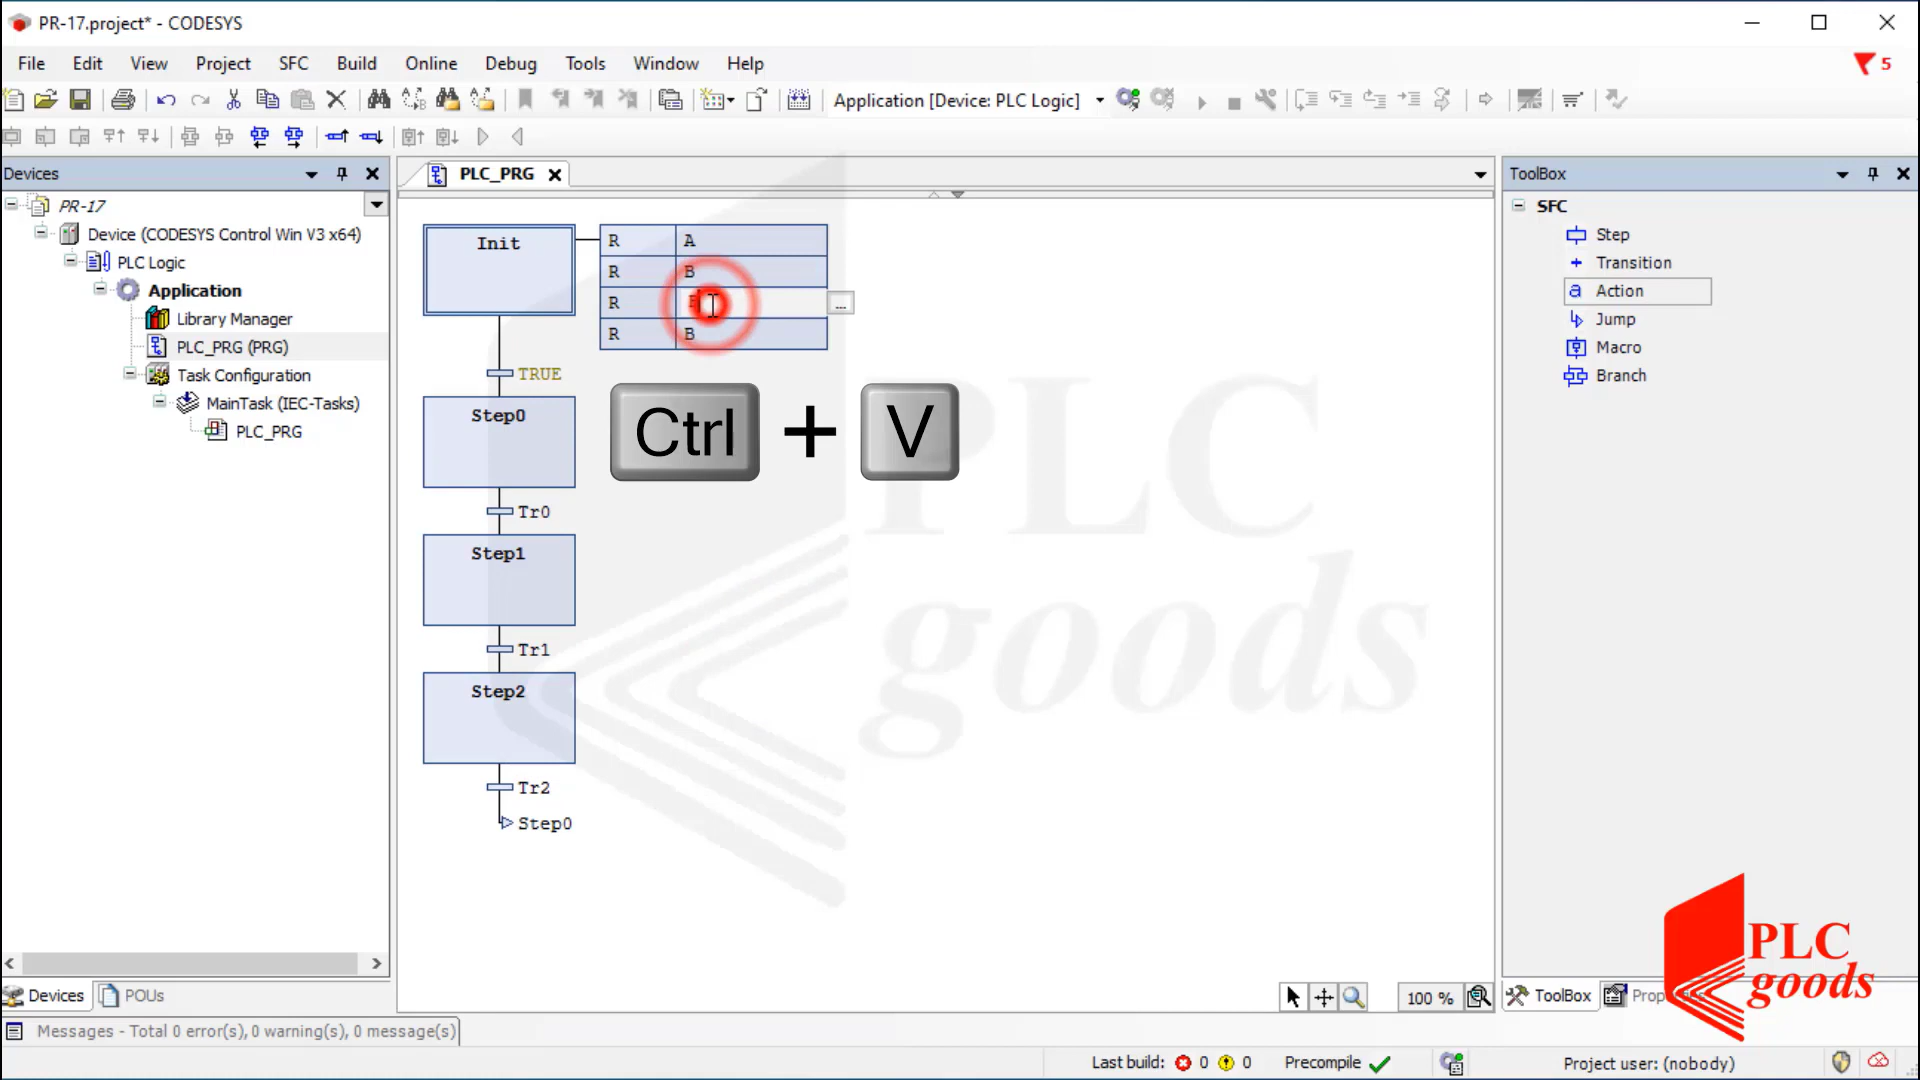 PR-17.project* - CODESYS
File Edit View Project SFC Build Online Debug Tools Window Help
5
Application [Device: PLC Logic]
Devices
PLC_PRG
ToolBox
PR-17
Device (CODESYS Control Win V3 x64)
PLC Logic
Application
Library Manager
PLC_PRG (PRG)
Task Configuration
MainTask (IEC-Tasks)
PLC_PRG
Init
R A
R B
R
R B
TRUE
Step0
Tr0
Step1
Tr1
Step2
Tr2
Step0
Ctrl + V
PLC
goods
SFC
Step
Transition
Action
Jump
Macro
Branch
100 %
Devices
POUs
ToolBox
PLC
goods
Messages - Total 0 error(s), 0 warning(s), 0 message(s)
Last build: 0 0 Precompile
Project user: (nobody)